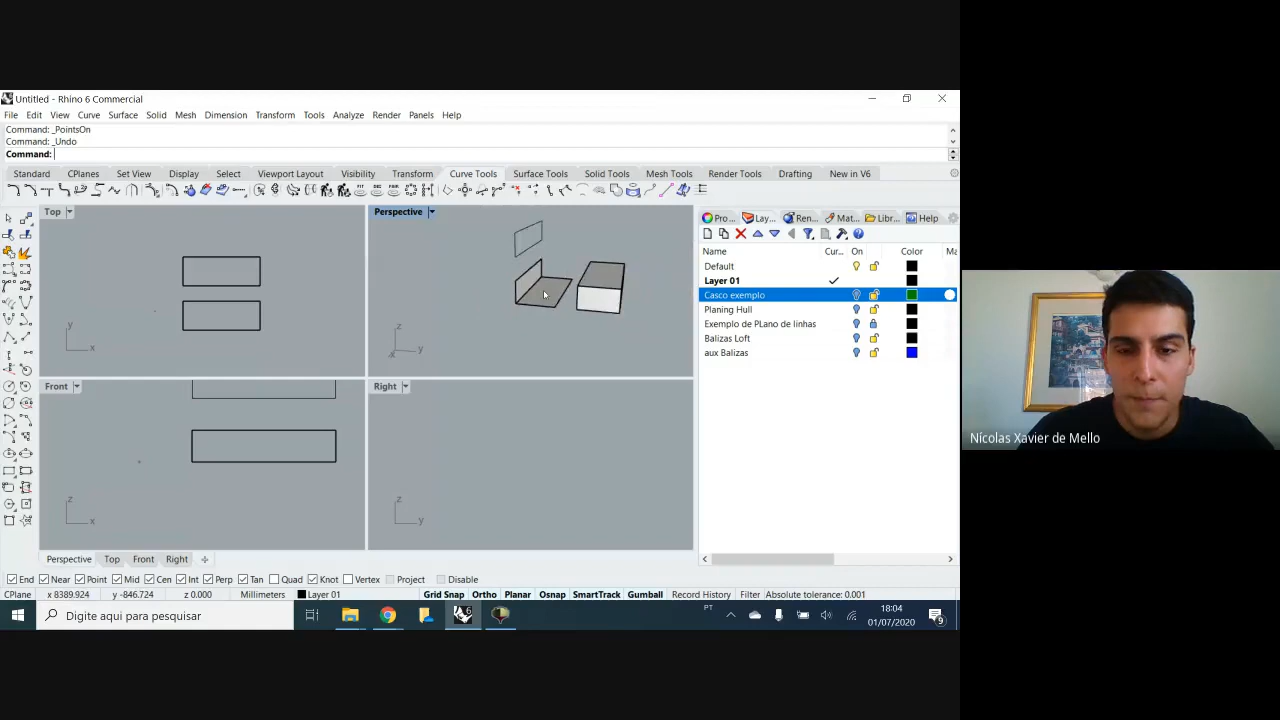 Untitled - Rhino 6 Commercial
File Edit View Curve Surface Solid Mesh Dimension Transform Tools Analyze Render Panels Help
Command: _PointsOn
Command: _Undo
Command:
Standard CPlanes Set View Display Select Viewport Layout Visibility Transform Curve Tools Surface Tools Solid Tools Mesh Tools Render Tools Drafting New in V6
Top
Perspective
Pro... Lay... Ren... Mat... Libr... Help
Name Cur... On Color Ma
Default
Layer 01
Casco exemplo
Planing Hull
Exemplo de PLano de linhas
Balizas Loft
aux Balizas
y
x
z
y
x
Front
Right
z
x
z
y
Nícolas Xavier de Mello
Perspective Top Front Right
End Near Point Mid Cen Int Perp Tan Quad Knot Vertex Project Disable
CPlane x 8389.924 y -846.724 z 0.000 Millimeters Layer 01 Grid Snap Ortho Planar Osnap SmartTrack Gumball Record History Filter Absolute tolerance: 0.001
Digite aqui para pesquisar
PT
18:04
01/07/2020
9